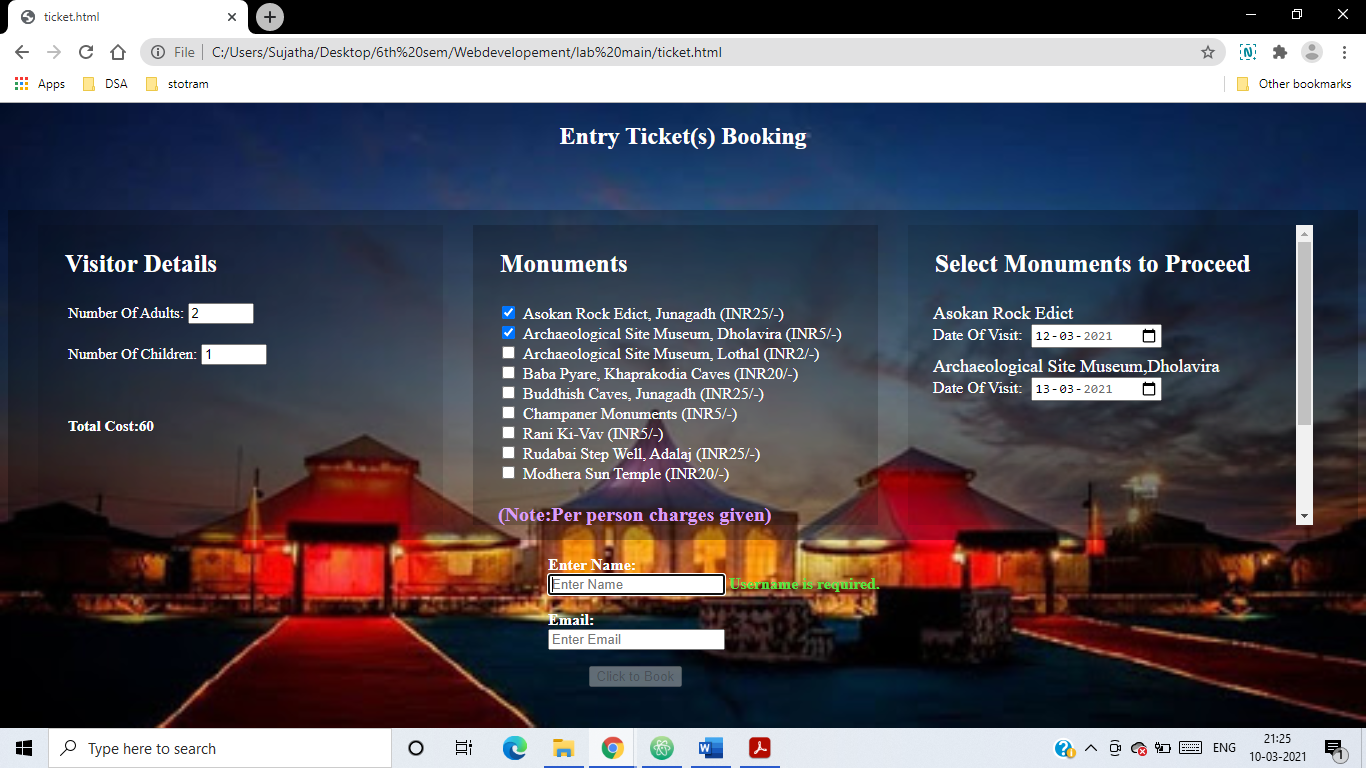 ticket.html
File
C:/Users/Sujatha/Desktop/6th%20sem/Webdevelopement/lab%20main/ticket.html
Apps
DSA
stotram
Other bookmarks
Entry Ticket(s) Booking
Visitor Details
Number Of Adults: 2
Number Of Children: 1
Total Cost:60
Monuments
Asokan Rock Edict, Junagadh (INR25/-)
Archaeological Site Museum, Dholavira (INR5/-)
Archaeological Site Museum, Lothal (INR2/-)
Baba Pyare, Khaprakodia Caves (INR20/-)
Buddhish Caves, Junagadh (INR25/-)
Champaner Monuments (INR5/-)
Rani Ki-Vav (INR5/-)
Rudabai Step Well, Adalaj (INR25/-)
Modhera Sun Temple (INR20/-)
(Note:Per person charges given)
Select Monuments to Proceed
Asokan Rock Edict
Date Of Visit: 12-03-2021
Archaeological Site Museum,Dholavira
Date Of Visit: 13-03-2021
Enter Name:
Enter Name Username is required.
Email:
Enter Email
Click to Book
Type here to search
ENG
21:25
10-03-2021
1